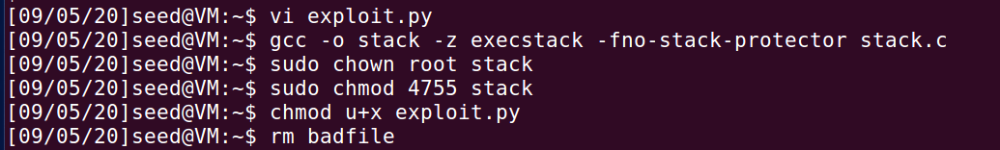 [09/05/20]seed@VM:~$ vi exploit.py
[09/05/20]seed@VM:~$ gcc -o stack -z execstack -fno-stack-protector stack.c
[09/05/20]seed@VM:~$ sudo chown root stack
[09/05/20]seed@VM:~$ sudo chmod 4755 stack
[09/05/20]seed@VM:~$ chmod u+x exploit.py
[09/05/20]seed@VM:~$ rm badfile